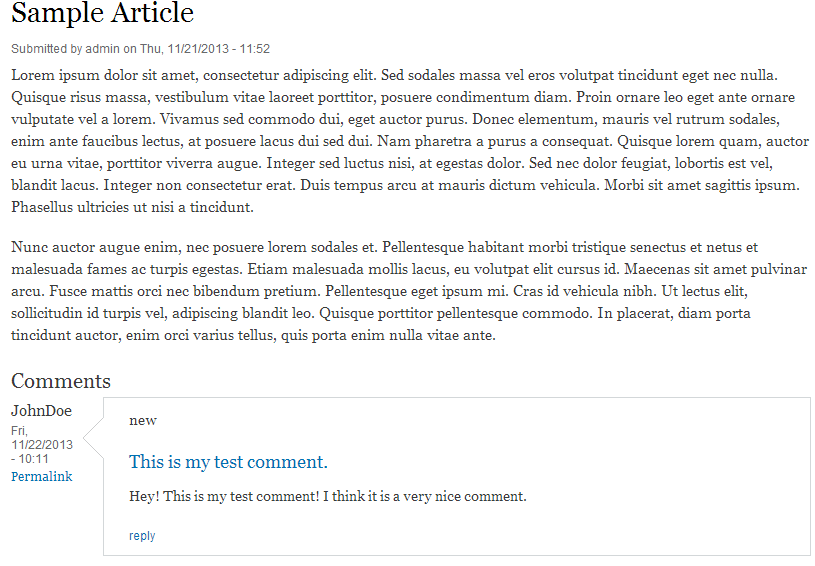 Sample Article
Submitted by admin on Thu, 11/21/2013 - 11:52
Lorem ipsum dolor sit amet, consectetur adipiscing elit. Sed sodales massa vel eros volutpat tincidunt eget nec nulla.
Quisque risus massa, vestibulum vitae laoreet porttitor, posuere condimentum diam. Proin ornare leo eget ante ornare
vulputate vel a lorem. Vivamus sed commodo dui, eget auctor purus. Donec elementum, mauris vel rutrum sodales,
enim ante faucibus lectus, at posuere lacus dui sed dui. Nam pharetra a purus a consequat. Quisque lorem quam, auctor
eu urna vitae, porttitor viverra augue. Integer sed luctus nisi, at egestas dolor. Sed nec dolor feugiat, lobortis est vel,
blandit lacus. Integer non consectetur erat. Duis tempus arcu at mauris dictum vehicula. Morbi sit amet sagittis ipsum.
Phasellus ultricies ut nisi a tincidunt.
Nunc auctor augue enim, nec posuere lorem sodales et. Pellentesque habitant morbi tristique senectus et netus et
malesuada fames ac turpis egestas. Etiam malesuada mollis lacus, eu volutpat elit cursus id. Maecenas sit amet pulvinar
arcu. Fusce mattis orci nec bibendum pretium. Pellentesque eget ipsum mi. Cras id vehicula nibh. Ut lectus elit,
sollicitudin id turpis vel, adipiscing blandit leo. Quisque porttitor pellentesque commodo. In placerat, diam porta
tincidunt auctor, enim orci varius tellus, quis porta enim nulla vitae ante.
Comments
JohnDoe
Fri,
11/22/2013
- 10:11
Permalink
new
This is my test comment.
Hey! This is my test comment! I think it is a very nice comment.
reply